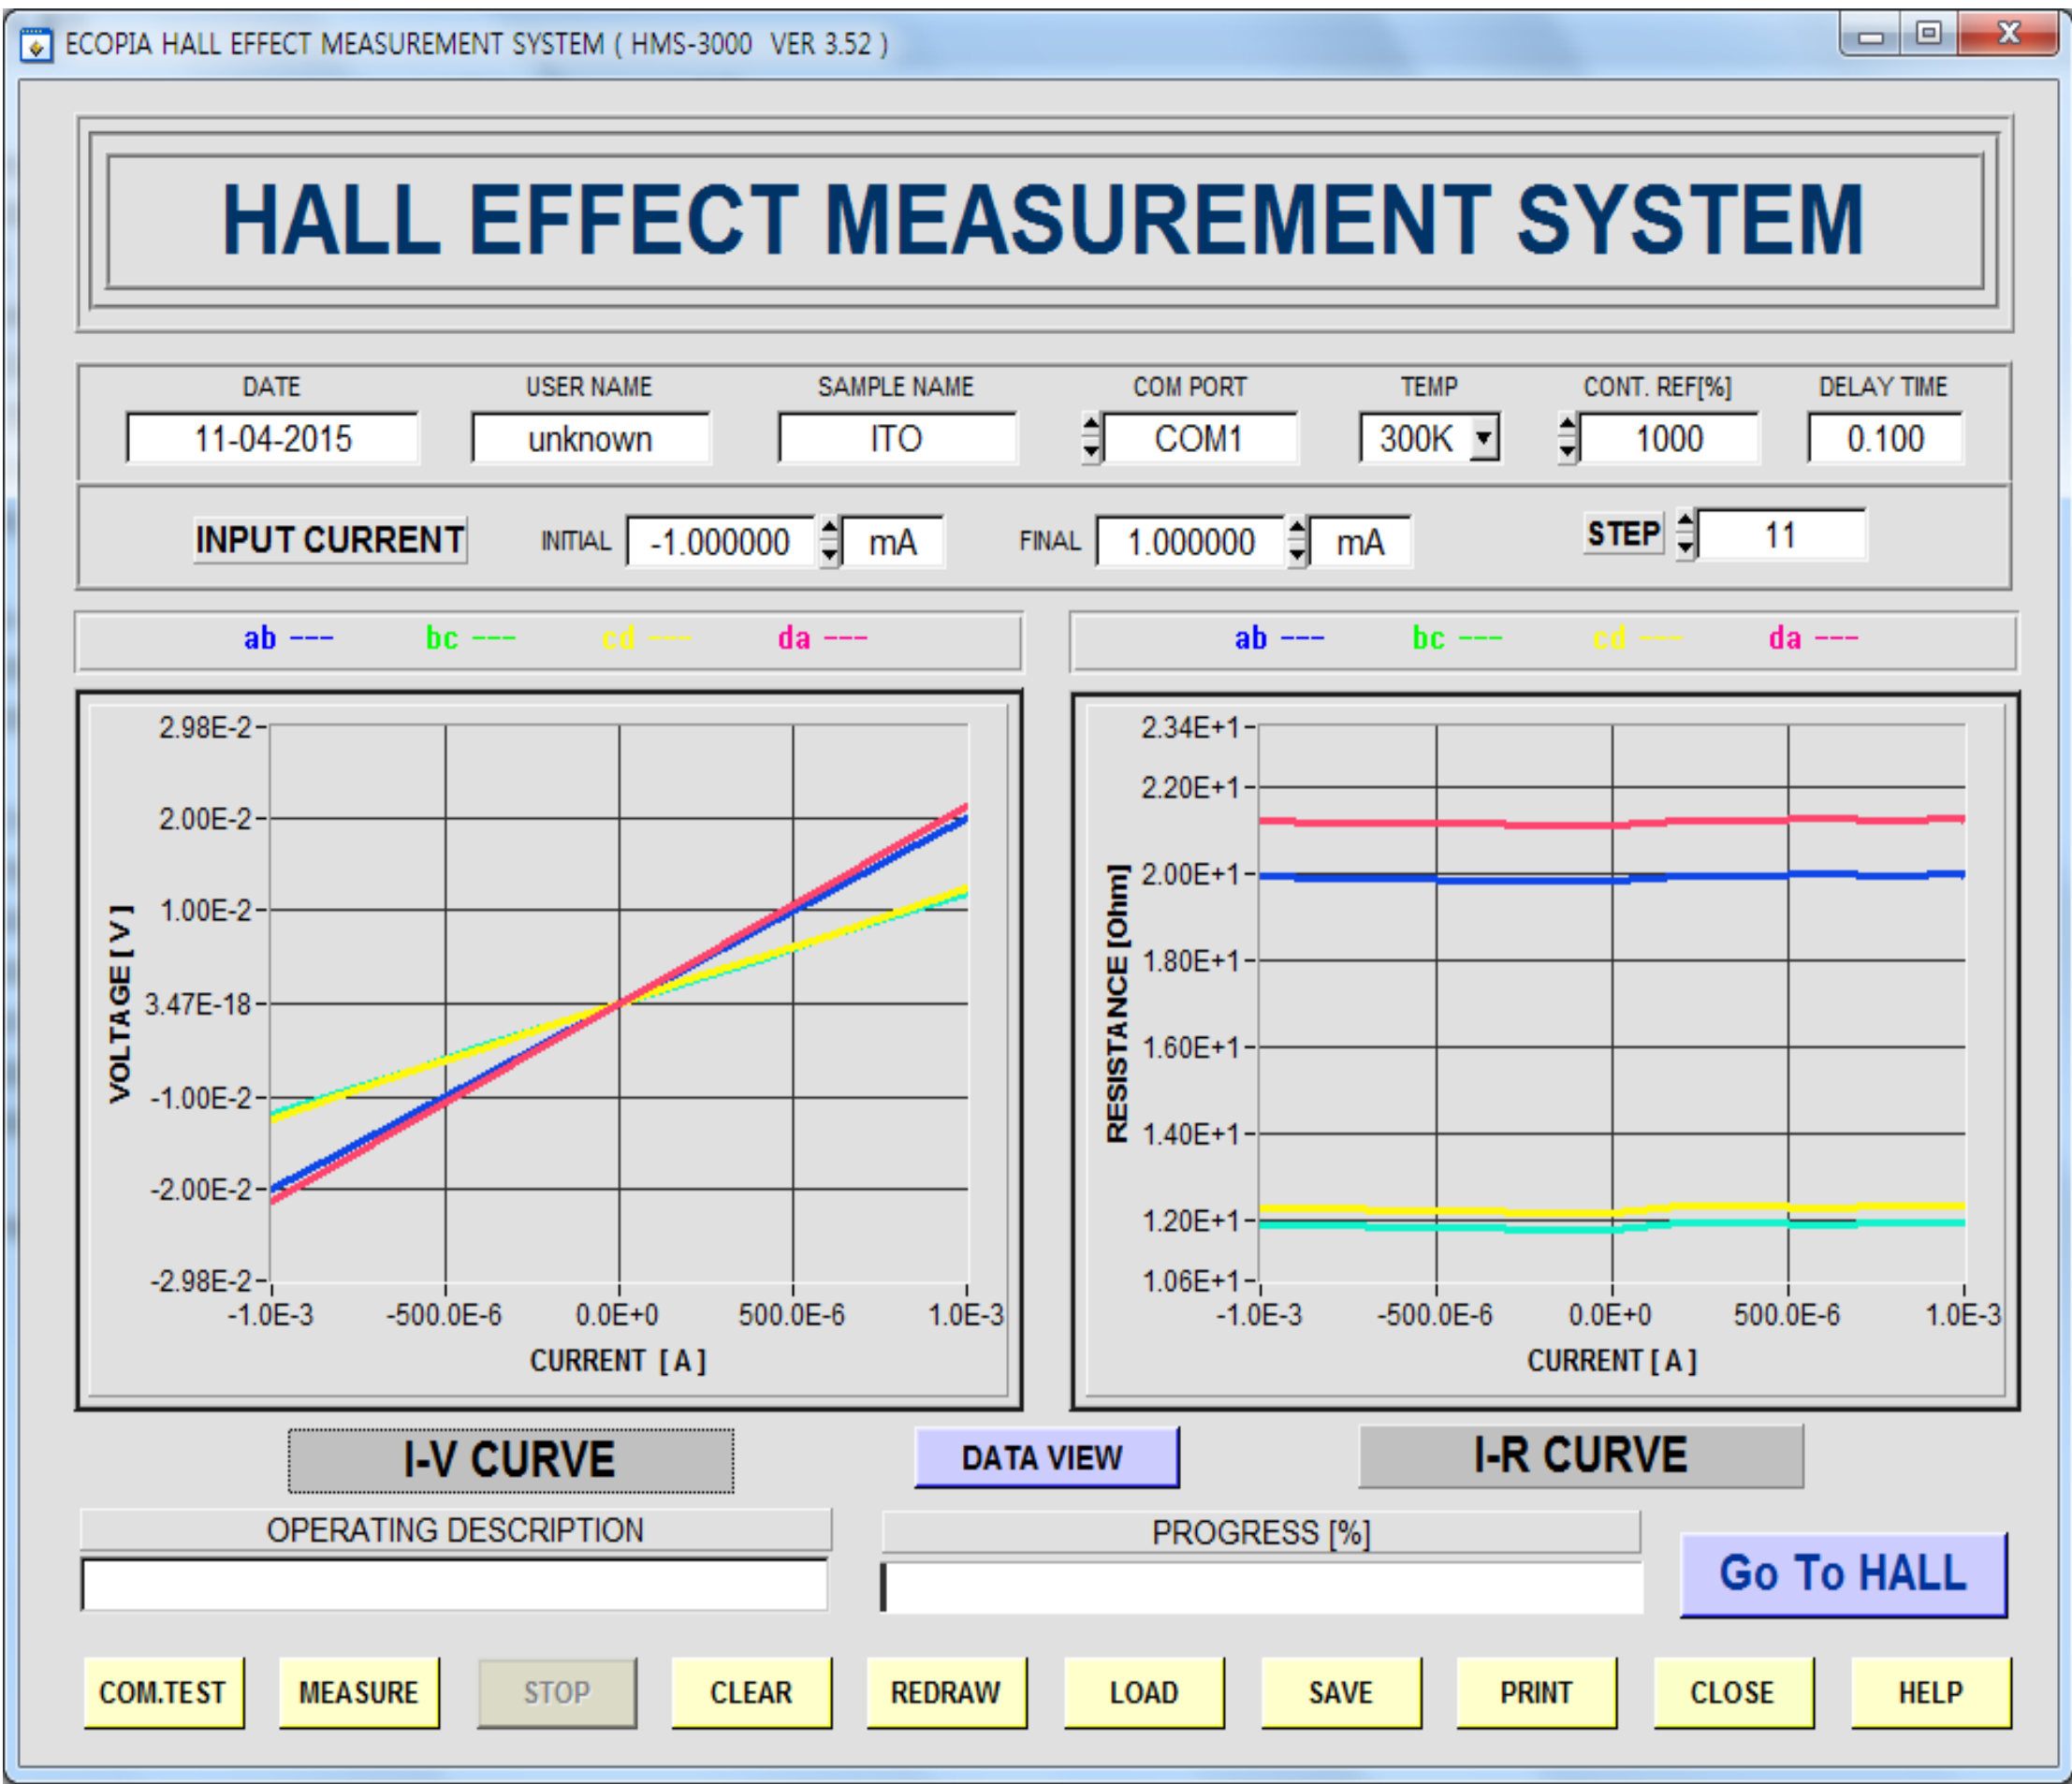 ECOPIA HALL EFFECT MEASUREMENT SYSTEM ( HMS-3000 VER 3.52 )
HALL EFFECT MEASUREMENT SYSTEM
DATE USER NAME SAMPLE NAME COM PORT TEMP CONT. REF[%] DELAY TIME
11-04-2015 unknown ITO COM1 300K 1000 0.100
INPUT CURRENT INITIAL -1.000000 mA FINAL 1.000000 mA STEP 11
ab --- bc --- cd --- da ---
ab --- bc --- cd --- da ---
VOLTAGE [ V ]
2.98E-2
2.00E-2
1.00E-2
3.47E-18
-1.00E-2
-2.00E-2
-2.98E-2
-1.0E-3 -500.0E-6 0.0E+0 500.0E-6 1.0E-3
CURRENT [ A ]
RESISTANCE [Ohm]
2.34E+1
2.20E+1
2.00E+1
1.80E+1
1.60E+1
1.40E+1
1.20E+1
1.06E+1
-1.0E-3 -500.0E-6 0.0E+0 500.0E-6 1.0E-3
CURRENT [ A ]
I-V CURVE DATA VIEW I-R CURVE
OPERATING DESCRIPTION PROGRESS [%]
Go To HALL
COM.TEST MEASURE STOP CLEAR REDRAW LOAD SAVE PRINT CLOSE HELP